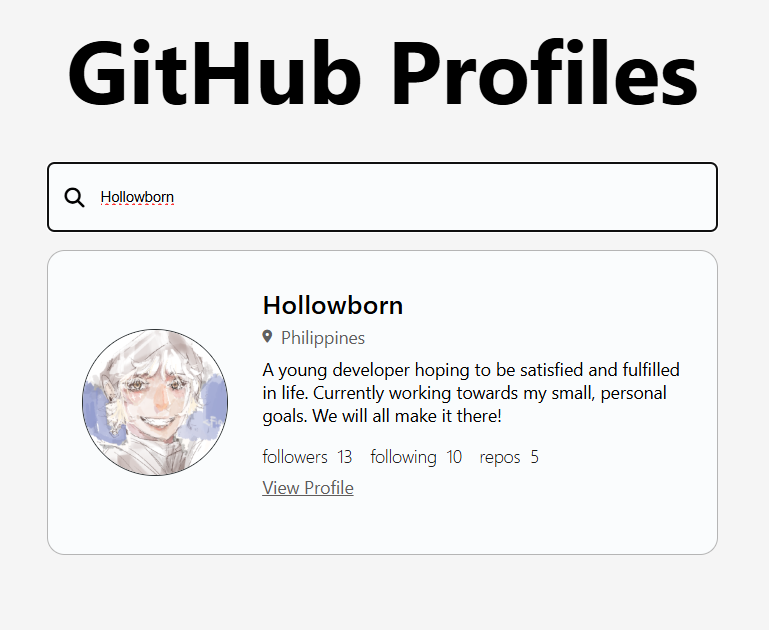 GitHub Profiles
Hollowborn
Hollowborn
Philippines
A young developer hoping to be satisfied and fulfilled
in life. Currently working towards my small, personal
goals. We will all make it there!
followers 13 following 10 repos 5
View Profile